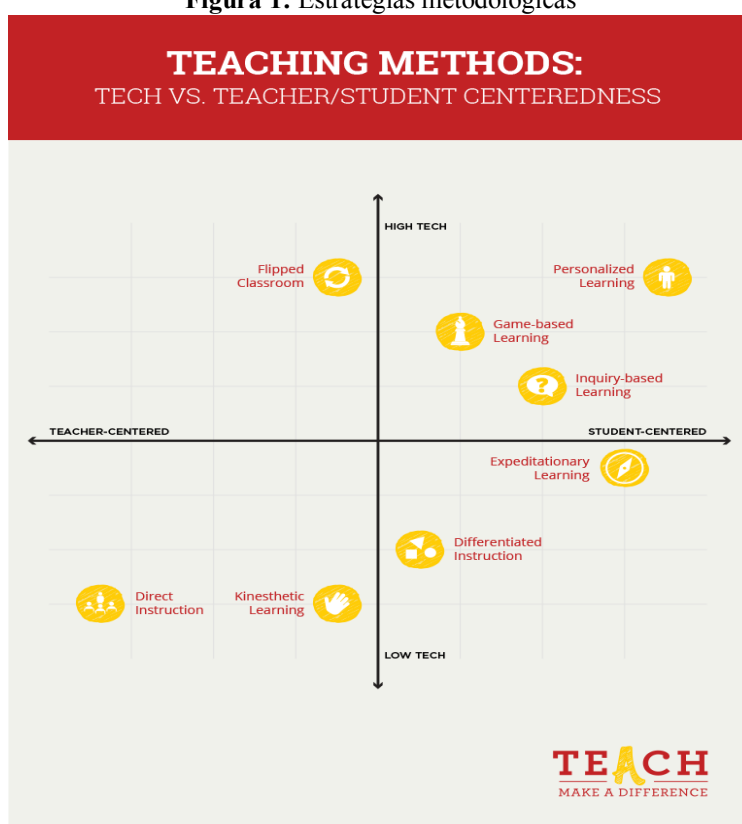 Figura 1: Estrategias metodológicas
TEACHING METHODS:
TECH VS. TEACHER/STUDENT CENTEREDNESS
HIGH TECH
Flipped
Classroom
Personalized
Learning
Game-based
Learning
Inquiry-based
Learning
TEACHER-CENTERED
STUDENT-CENTERED
Expeditationary
Learning
Differentiated
Instruction
Direct
Instruction
Kinesthetic
Learning
LOW TECH
TEACH
MAKE A DIFFERENCE